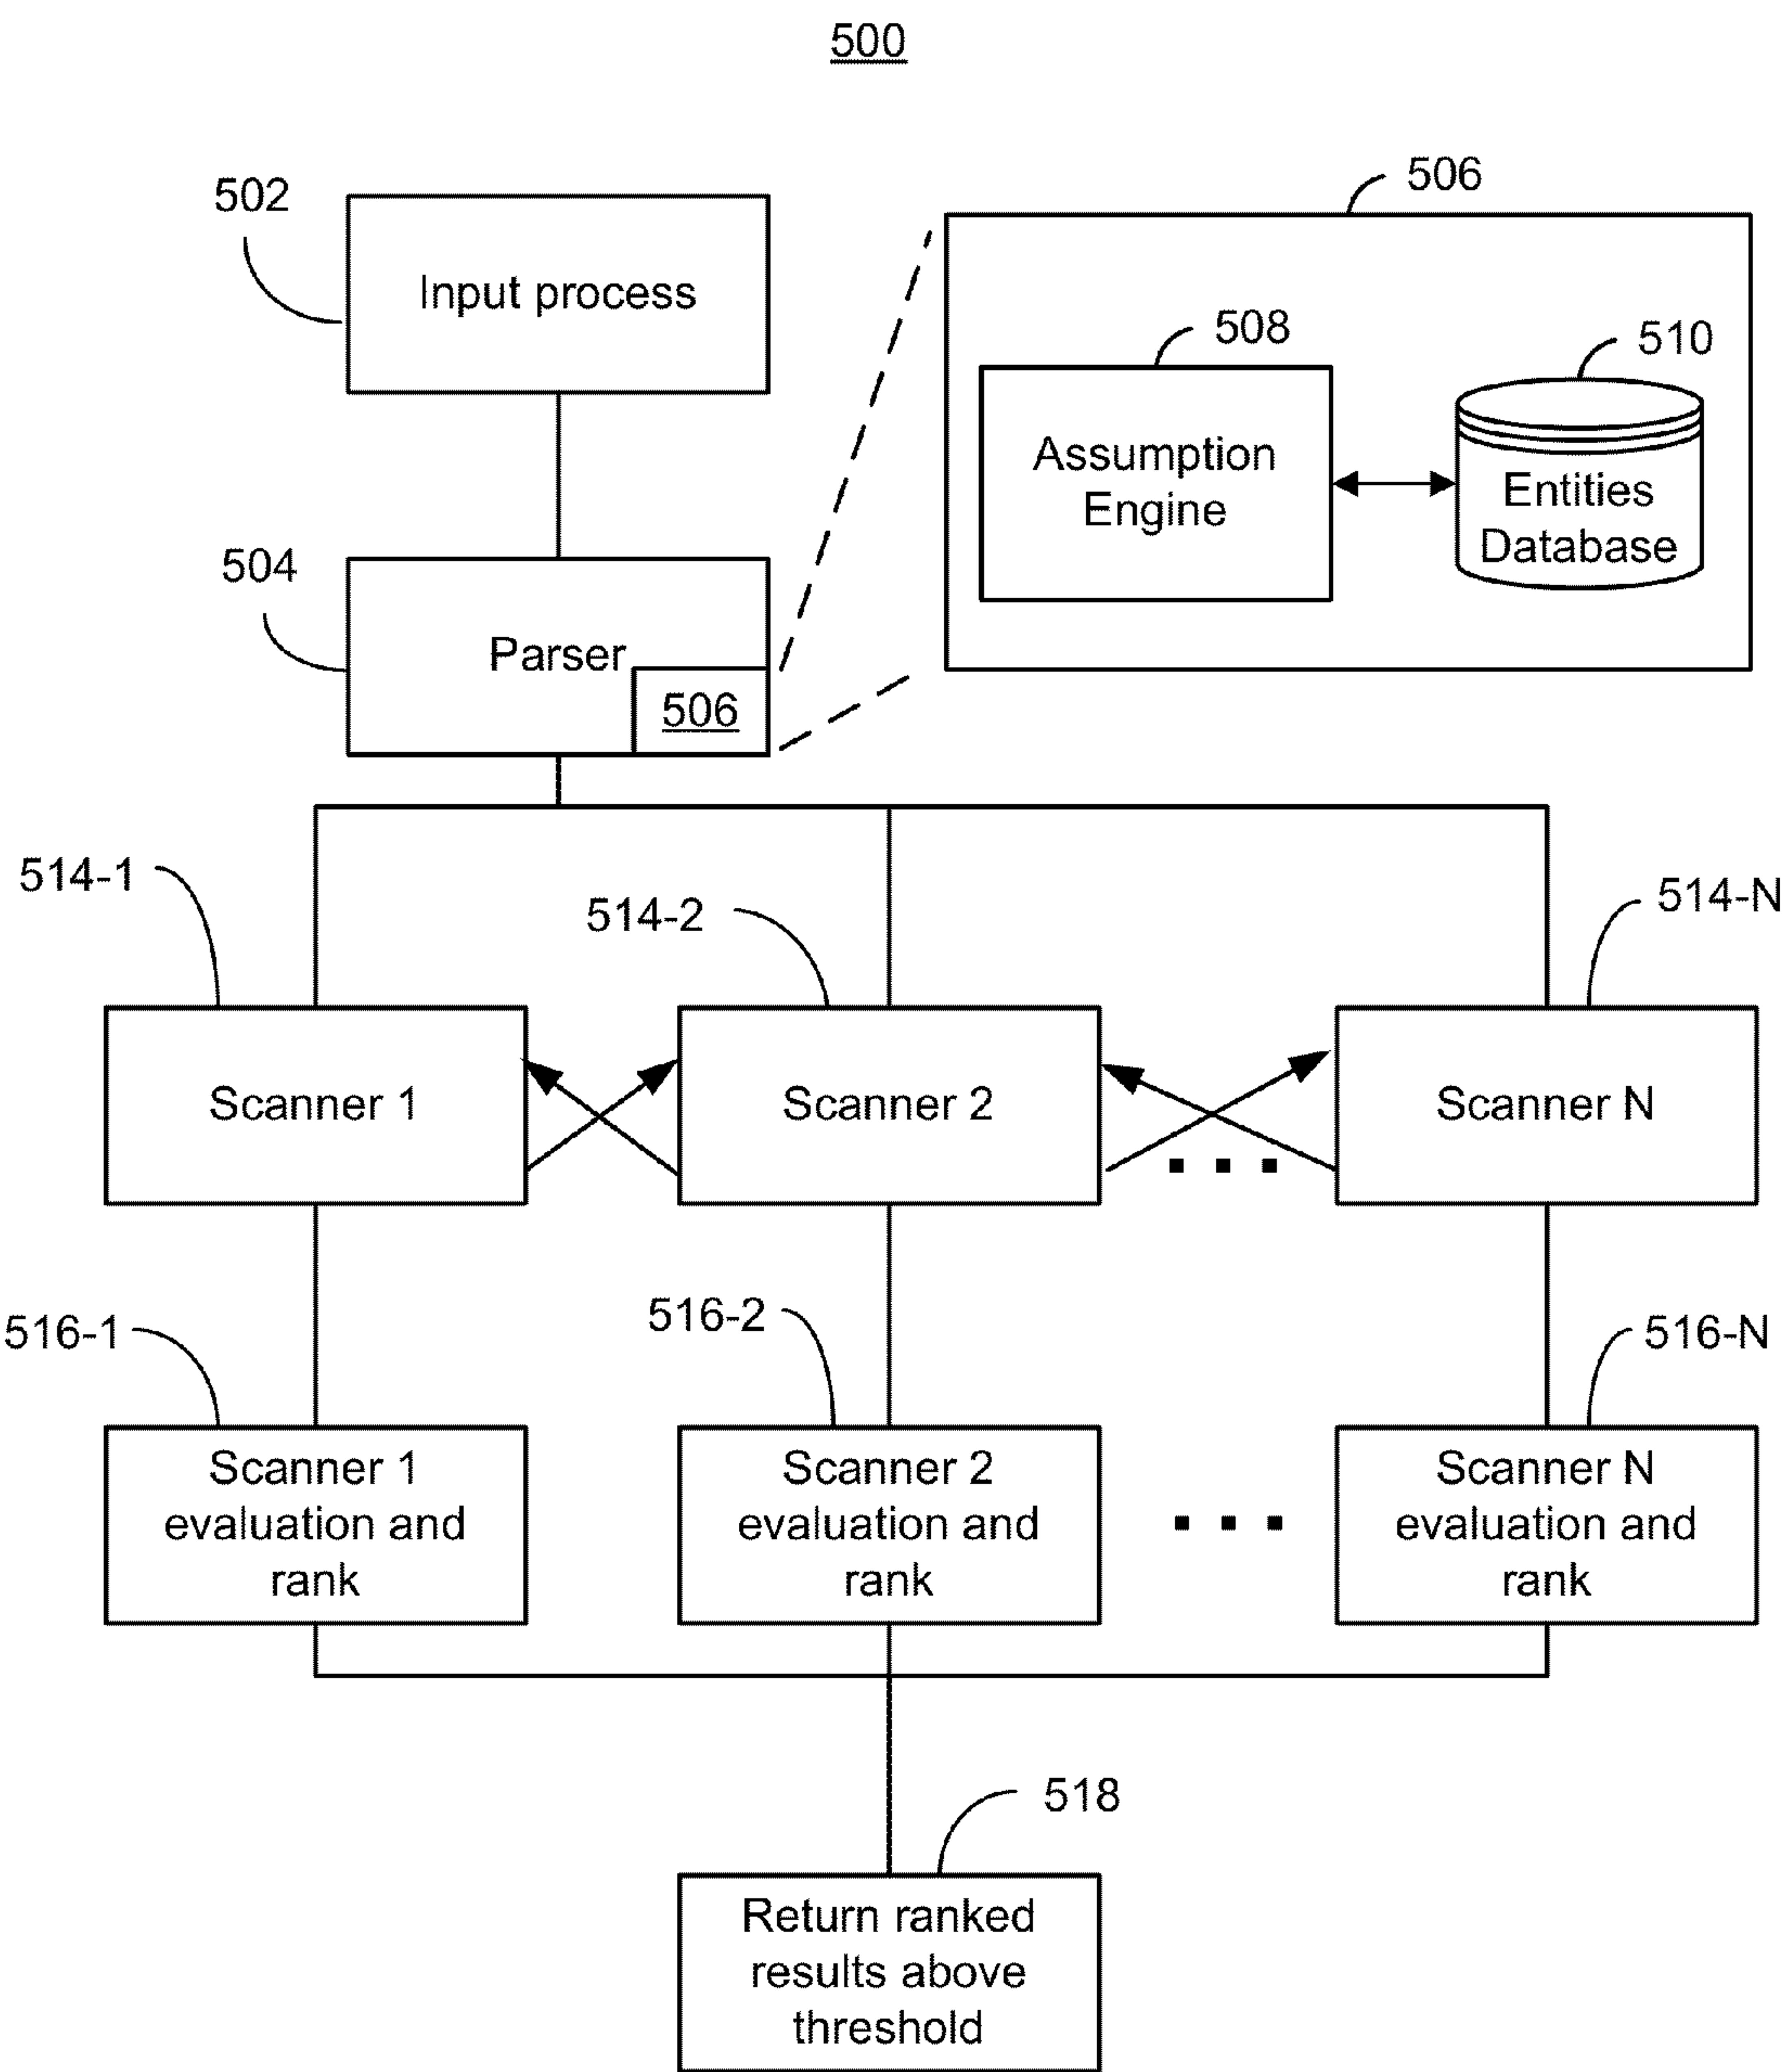 500
502
506
Input process
508
510
Assumption
Engine
Entities
Database
504
Parser
506
514-1
514-2
514-N
Scanner 1
Scanner 2
Scanner N
516-1
516-2
516-N
Scanner 1
evaluation and
rank
Scanner 2
evaluation and
rank
Scanner N
evaluation and
rank
518
Return ranked
results above
threshold